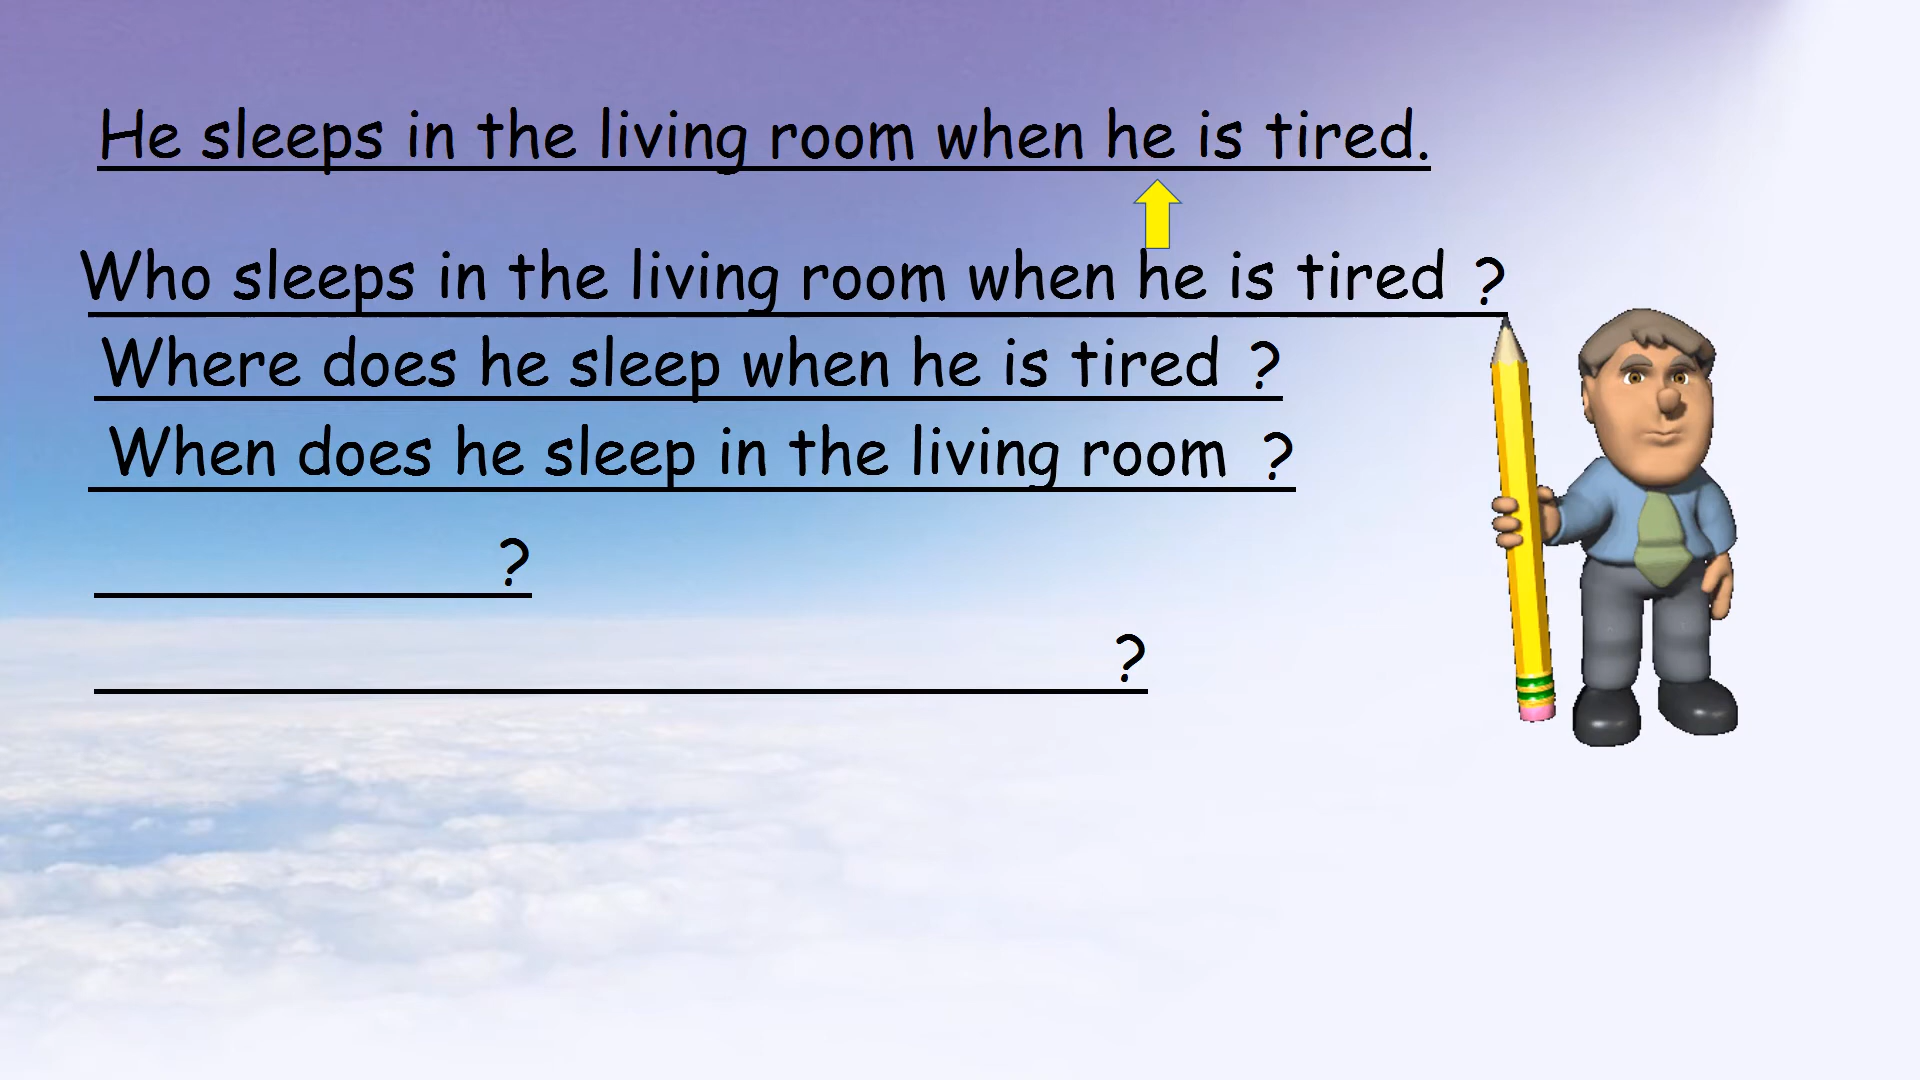 He sleeps in the living room when he is tired.
Who sleeps in the living room when he is tired ?
Where does he sleep when he is tired ?
When does he sleep in the living room ?
?
?